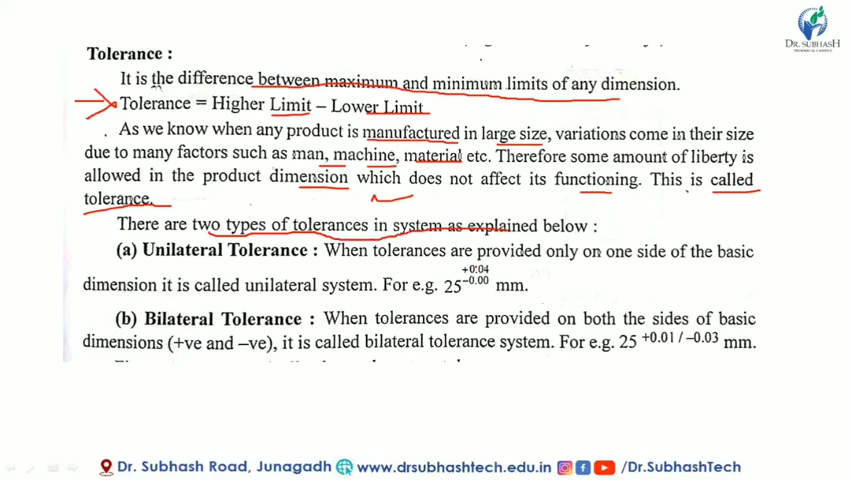 DR. SUBHASH
Tolerance :
It is the difference between maximum and minimum limits of any dimension.
Tolerance = Higher Limit – Lower Limit
As we know when any product is manufactured in large size, variations come in their size
due to many factors such as man, machine, material etc. Therefore some amount of liberty is
allowed in the product dimension which does not affect its functioning. This is called
tolerance.
There are two types of tolerances in system as explained below :
(a) Unilateral Tolerance : When tolerances are provided only on one side of the basic
dimension it is called unilateral system. For e.g. 25 +0.04 –0.00 mm.
(b) Bilateral Tolerance : When tolerances are provided on both the sides of basic
dimensions (+ve and –ve), it is called bilateral tolerance system. For e.g. 25 +0.01 / –0.03 mm.
Dr. Subhash Road, Junagadh www.drsubhashtech.edu.in /Dr.SubhashTech